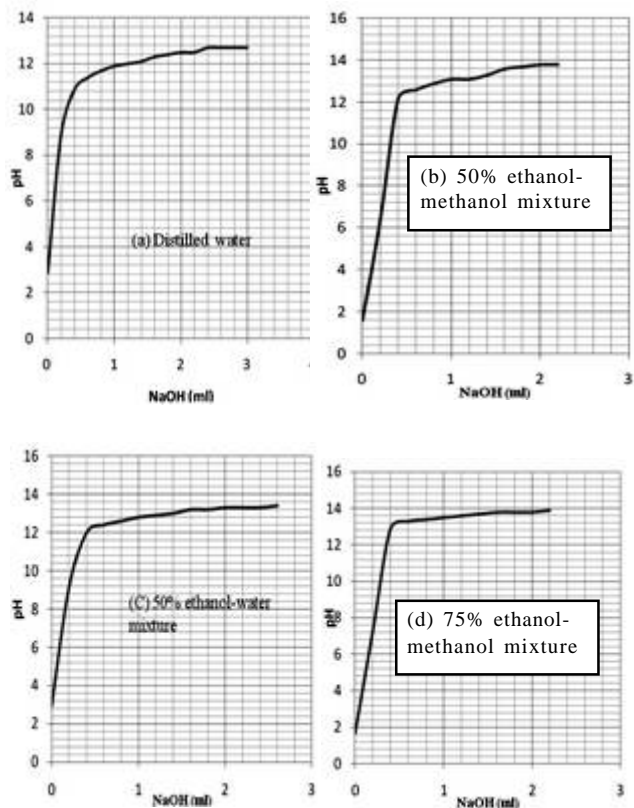 14
12
10
8
6
4
2
0
pH
(a) Distilled water
0 1 2 3 4
NaOH (ml)
16
14
12
10
8
6
4
2
0
pH
(b) 50% ethanol-
methanol mixture
0 1 2 3
NaOH (ml)
16
14
12
10
8
6
4
2
0
pH
(C) 50% ethanol-water
mixture
0 1 2 3
NaOH (ml)
16
14
12
10
8
6
4
2
0
pH
(d) 75% ethanol-
methanol mixture
0 1 2 3
NaOH (ml)